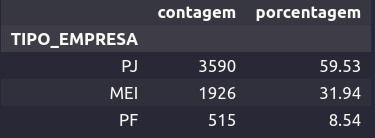 contagem porcentagem
TIPO_EMPRESA
PJ 3590 59.53
MEI 1926 31.94
PF 515 8.54